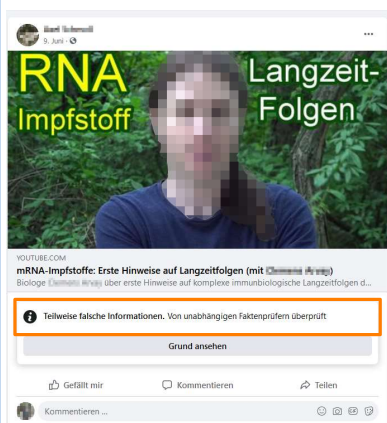 9. Juni
RNA
Impfstoff
Langzeit-
Folgen
YOUTUBE.COM
mRNA-Impfstoffe: Erste Hinweise auf Langzeitfolgen (mit )
Biologe über erste Hinweise auf komplexe immunbiologische Langzeitfolgen d...
Teilweise falsche Informationen. Von unabhängigen Faktenprüfern überprüft
Grund ansehen
Gefällt mir Kommentieren Teilen
Kommentieren ...